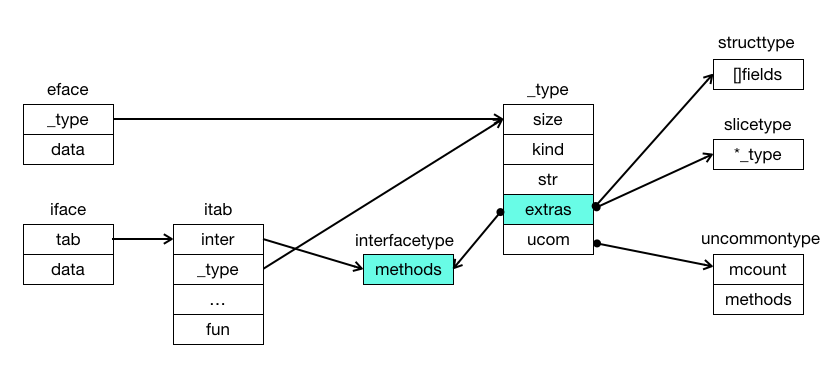 structtype
[]fields
eface
_type
data
_type
size
kind
str
extras
ucom
slicetype
*_type
iface
tab
data
itab
inter
_type
...
fun
interfacetype
methods
uncommontype
mcount
methods